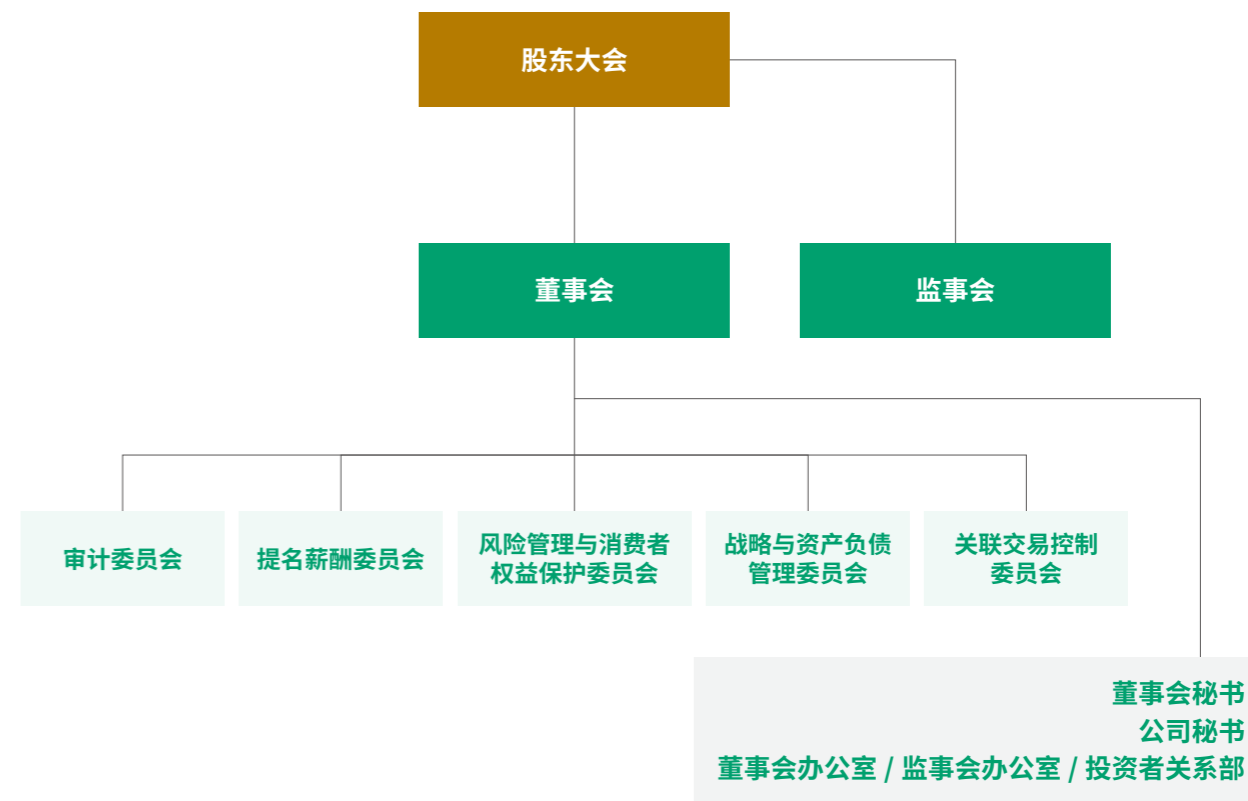 股东大会
董事会
监事会
审计委员会
提名薪酬委员会
风险管理与消费者
权益保护委员会
战略与资产负债
管理委员会
关联交易控制
委员会
董事会秘书
公司秘书
董事会办公室 / 监事会办公室 / 投资者关系部